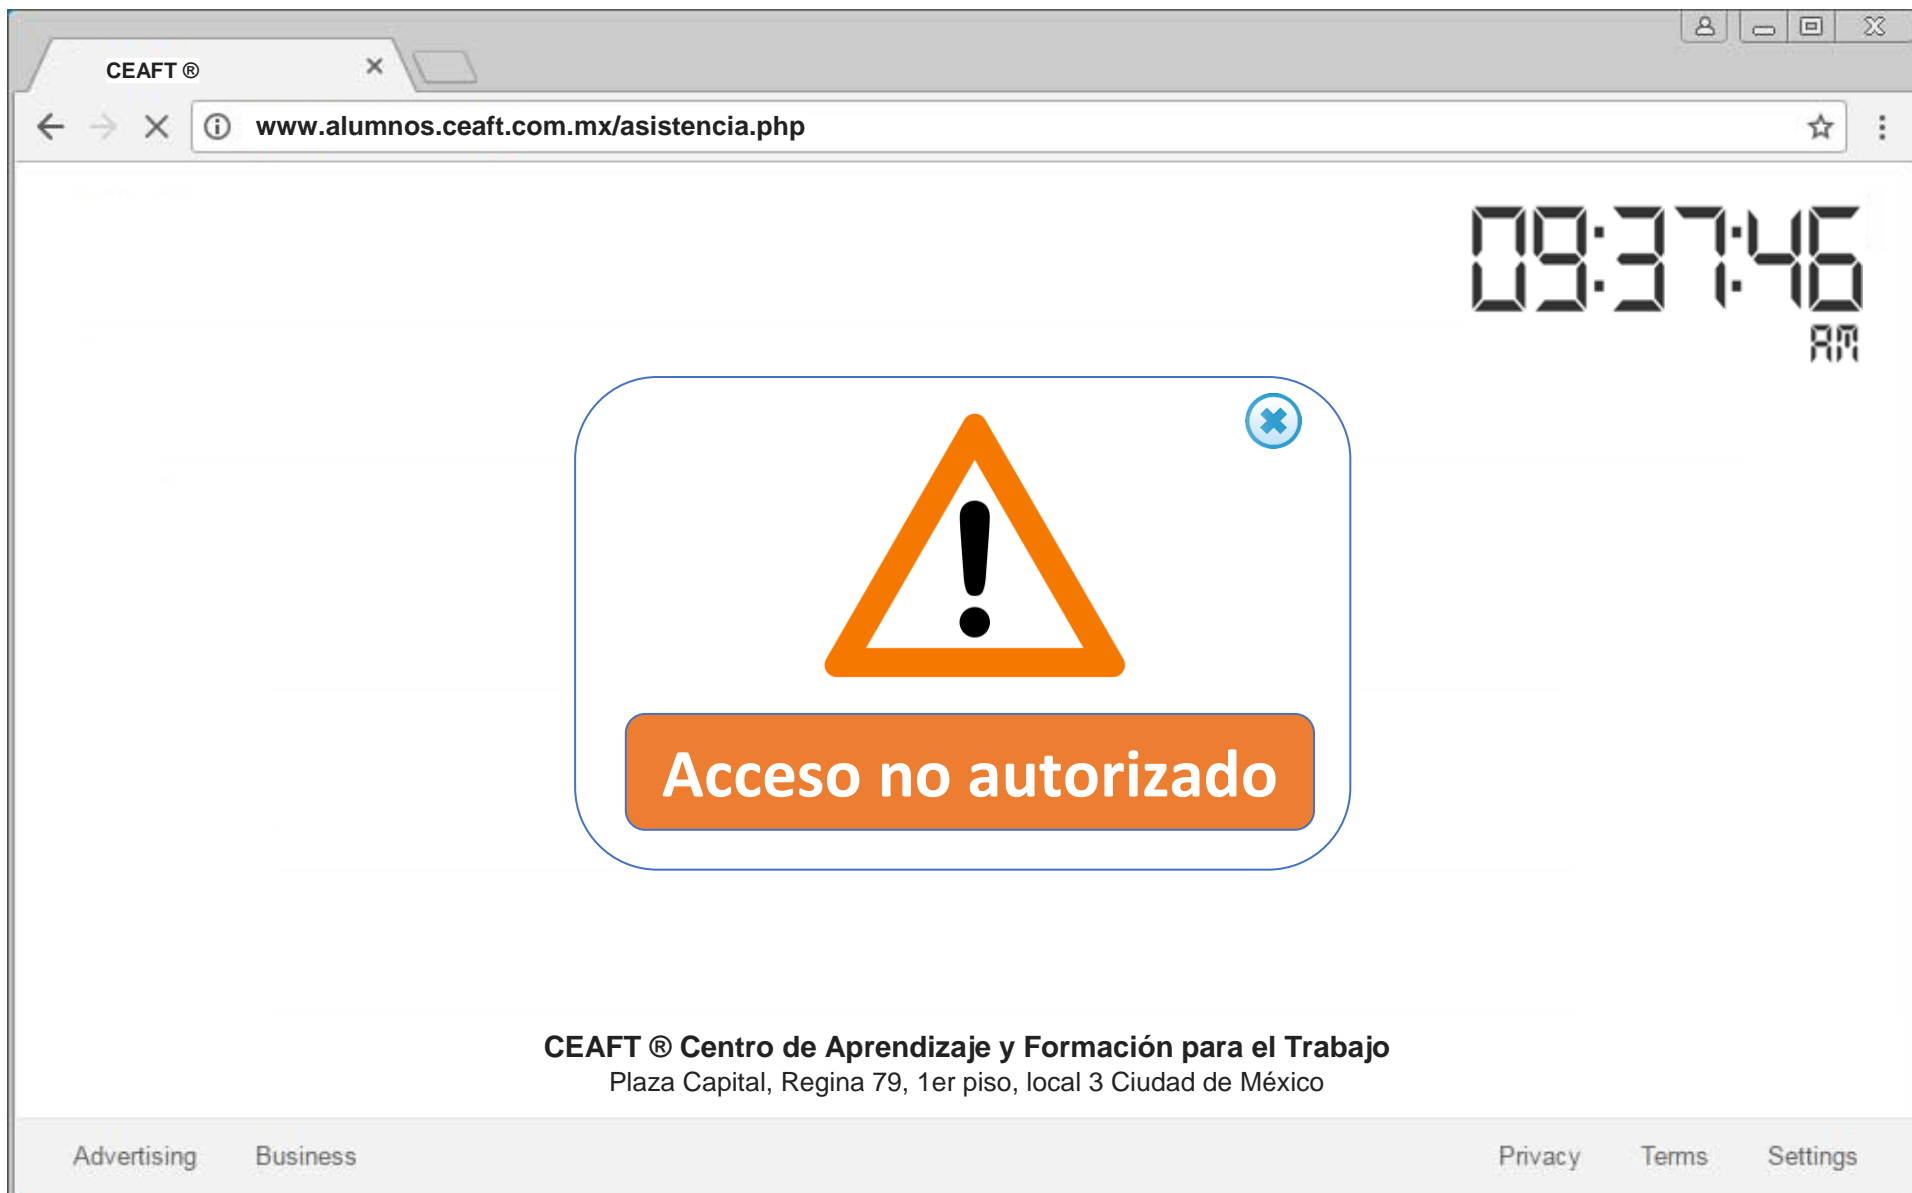 CEAFT ®
www.alumnos.ceaft.com.mx/asistencia.php
09:37:46
AM
Acceso no autorizado
CEAFT ® Centro de Aprendizaje y Formación para el Trabajo
Plaza Capital, Regina 79, 1er piso, local 3 Ciudad de México
Advertising Business Privacy Terms Settings